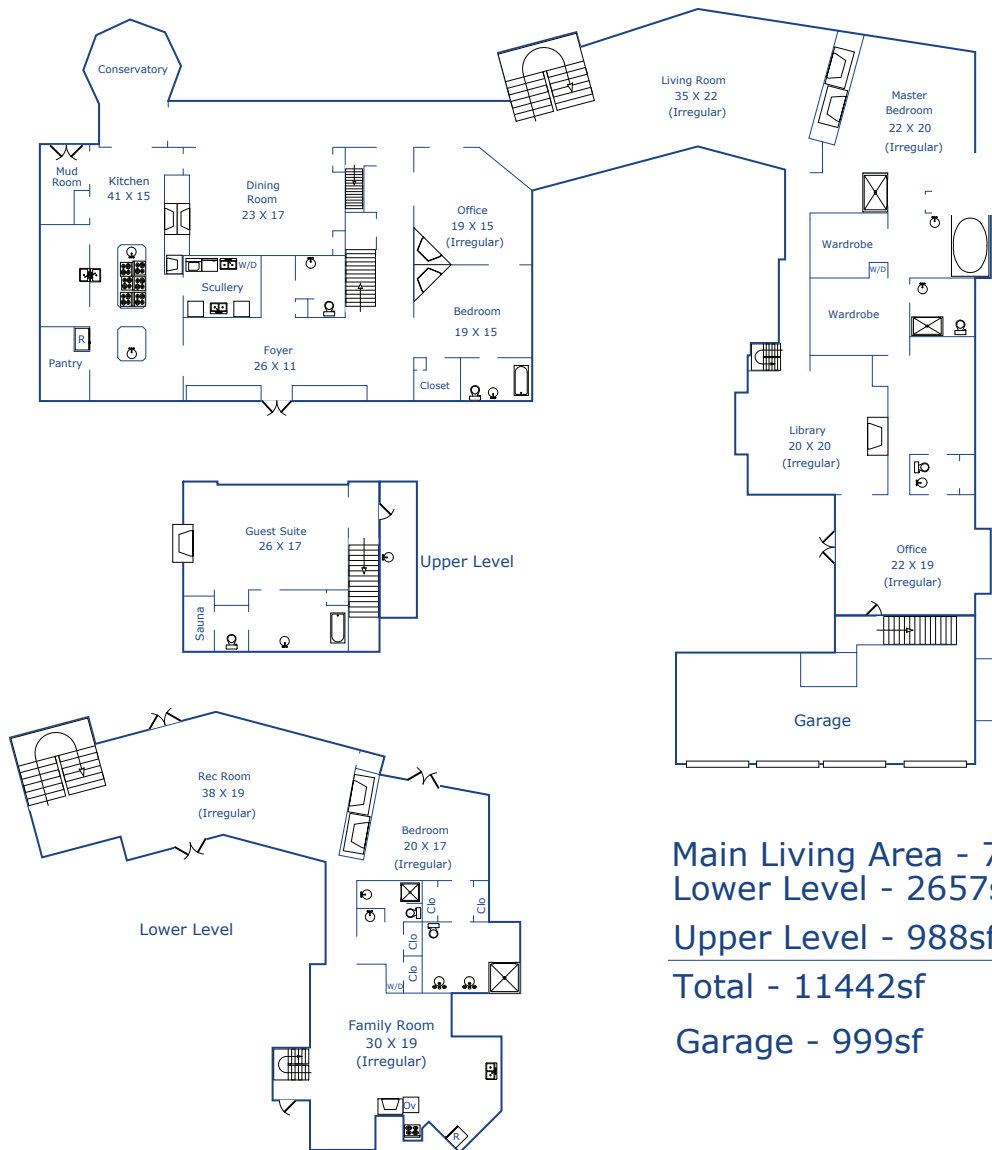 Conservatory
Living Room
35 X 22
(Irregular)
Master
Bedroom
22 X 20
(Irregular)
Mud
Room
Kitchen
41 X 15
Dining
Room
23 X 17
Office
19 X 15
(Irregular)
W/D
Scullery
Bedroom
19 X 15
Wardrobe
W/D
Wardrobe
R
Pantry
Foyer
26 X 11
Closet
Library
20 X 20
(Irregular)
Guest Suite
26 X 17
Sauna
Upper Level
Office
22 X 19
(Irregular)
Garage
Rec Room
38 X 19
(Irregular)
Bedroom
20 X 17
(Irregular)
Clo
Clo
Clo
Clo
W/D
Lower Level
Family Room
30 X 19
(Irregular)
Ov
R
Main Living Area - 7
Lower Level - 2657s
Upper Level - 988sf
Total - 11442sf
Garage - 999sf